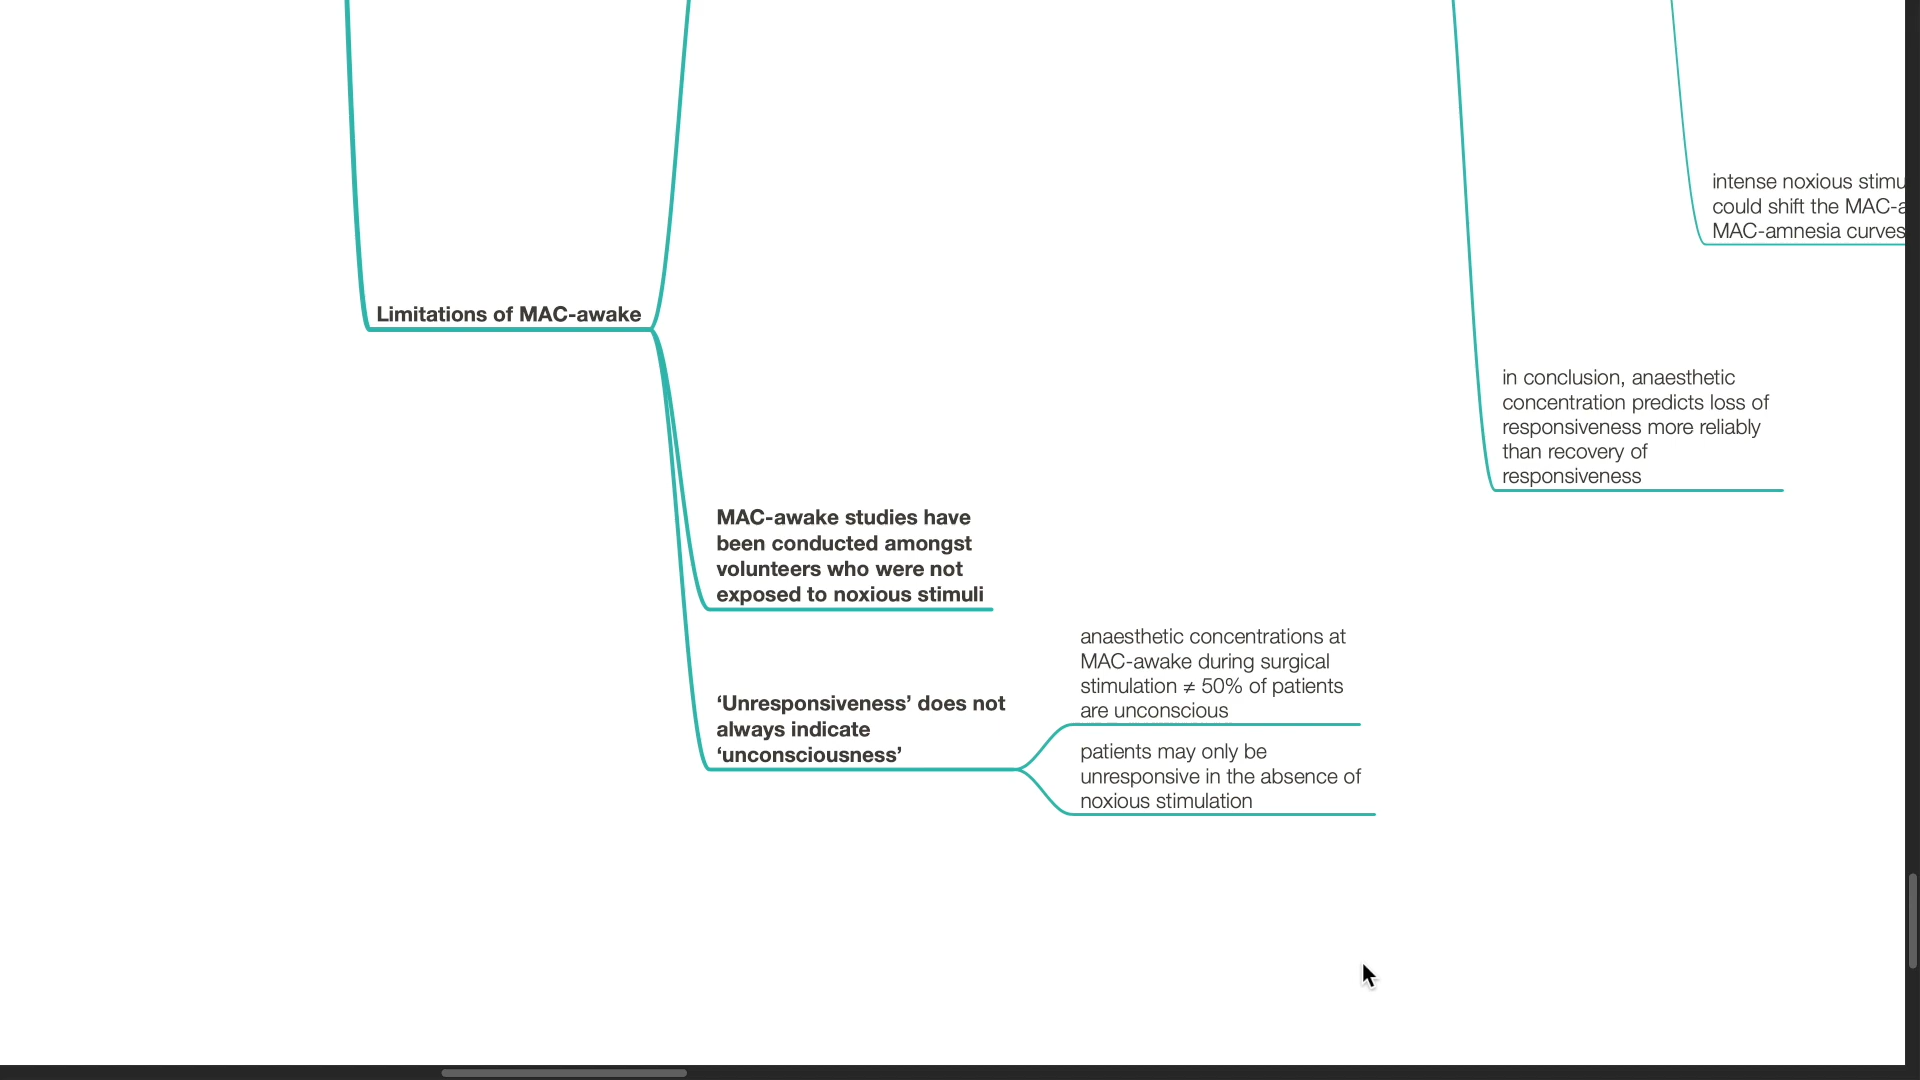 intense noxious
could shift the
MAC-amnesia curves
Limitations of MAC-awake
in conclusion, anaesthetic
concentration predicts loss of
responsiveness more reliably
than recovery of
responsiveness
MAC-awake studies have
been conducted amongst
volunteers who were not
exposed to noxious stimuli
‘Unresponsiveness’ does not
always indicate
‘unconsciousness’
anaesthetic concentrations at
MAC-awake during surgical
stimulation ≠ 50% of patients
are unconscious
patients may only be
unresponsive in the absence of
noxious stimulation